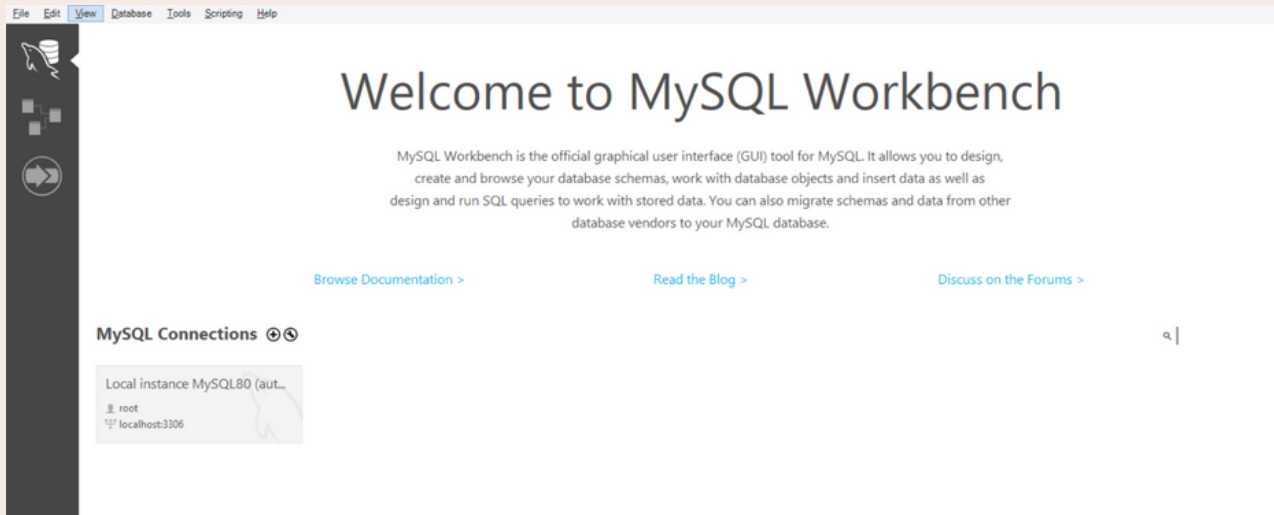 File Edit View Database Tools Scripting Help
Welcome to MySQL Workbench
MySQL Workbench is the official graphical user interface (GUI) tool for MySQL. It allows you to design,
create and browse your database schemas, work with database objects and insert data as well as
design and run SQL queries to work with stored data. You can also migrate schemas and data from other
database vendors to your MySQL database.
Browse Documentation > Read the Blog > Discuss on the Forums >
MySQL Connections
Local instance MySQL80 (aut...
root
localhost:3306